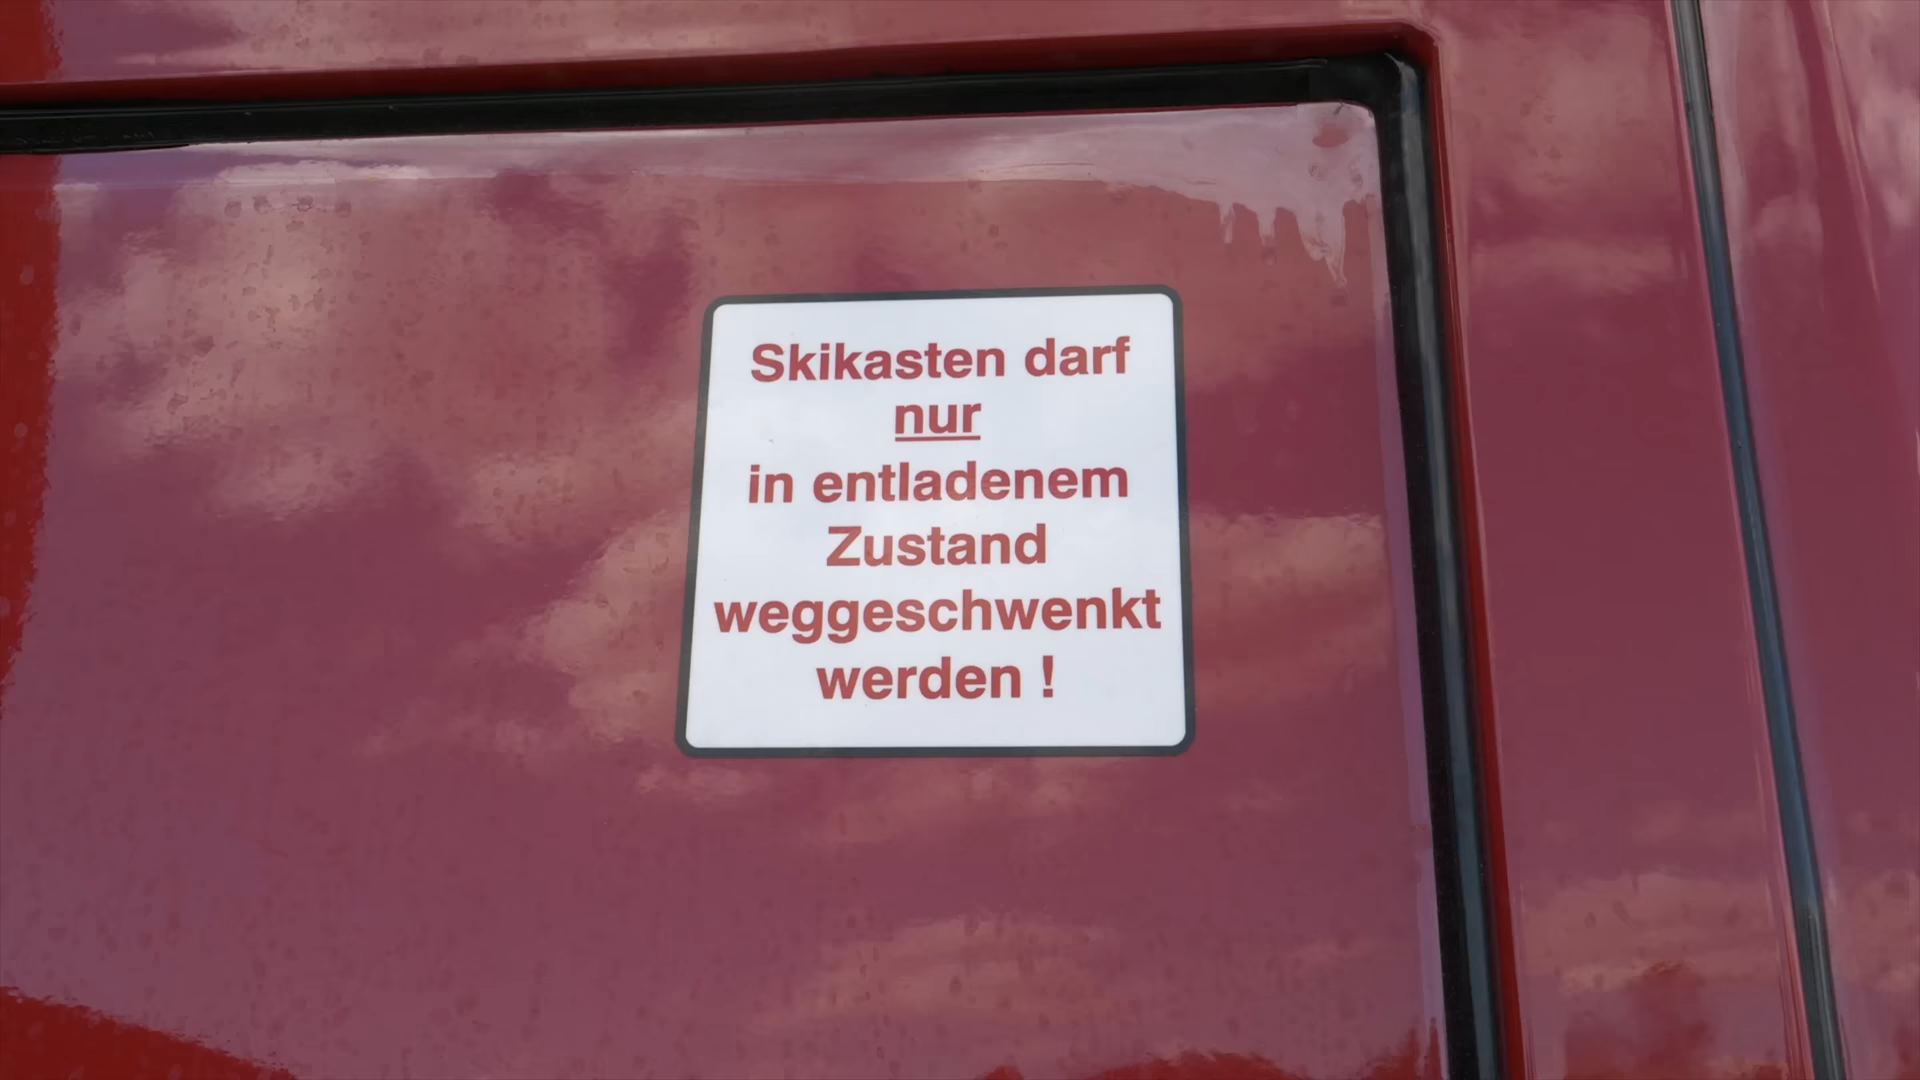 Skikasten darf
nur
in entladenem
Zustand
weggeschwenkt
werden !